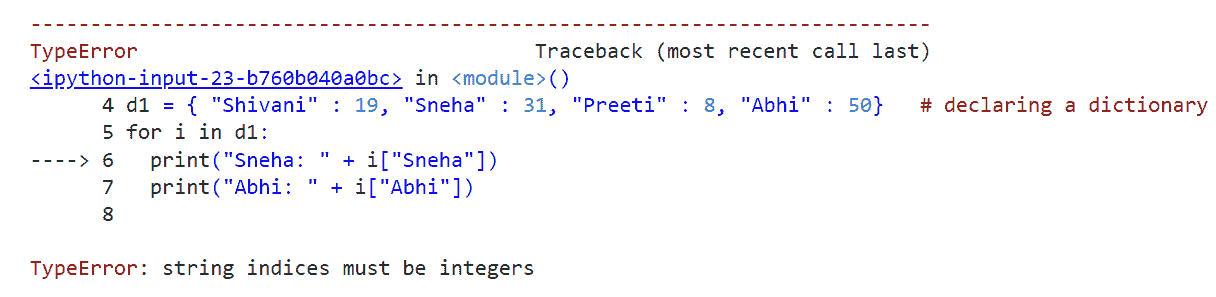 ---------------------------------------------------------------------------
TypeError                                 Traceback (most recent call last)
<ipython-input-23-b760b040a0bc> in <module>()
      4 d1 = { "Shivani" : 19, "Sneha" : 31, "Preeti" : 8, "Abhi" : 50}   # declaring a dictionary
      5 for i in d1:
----> 6   print("Sneha: " + i["Sneha"])
      7   print("Abhi: " + i["Abhi"])
      8
TypeError: string indices must be integers